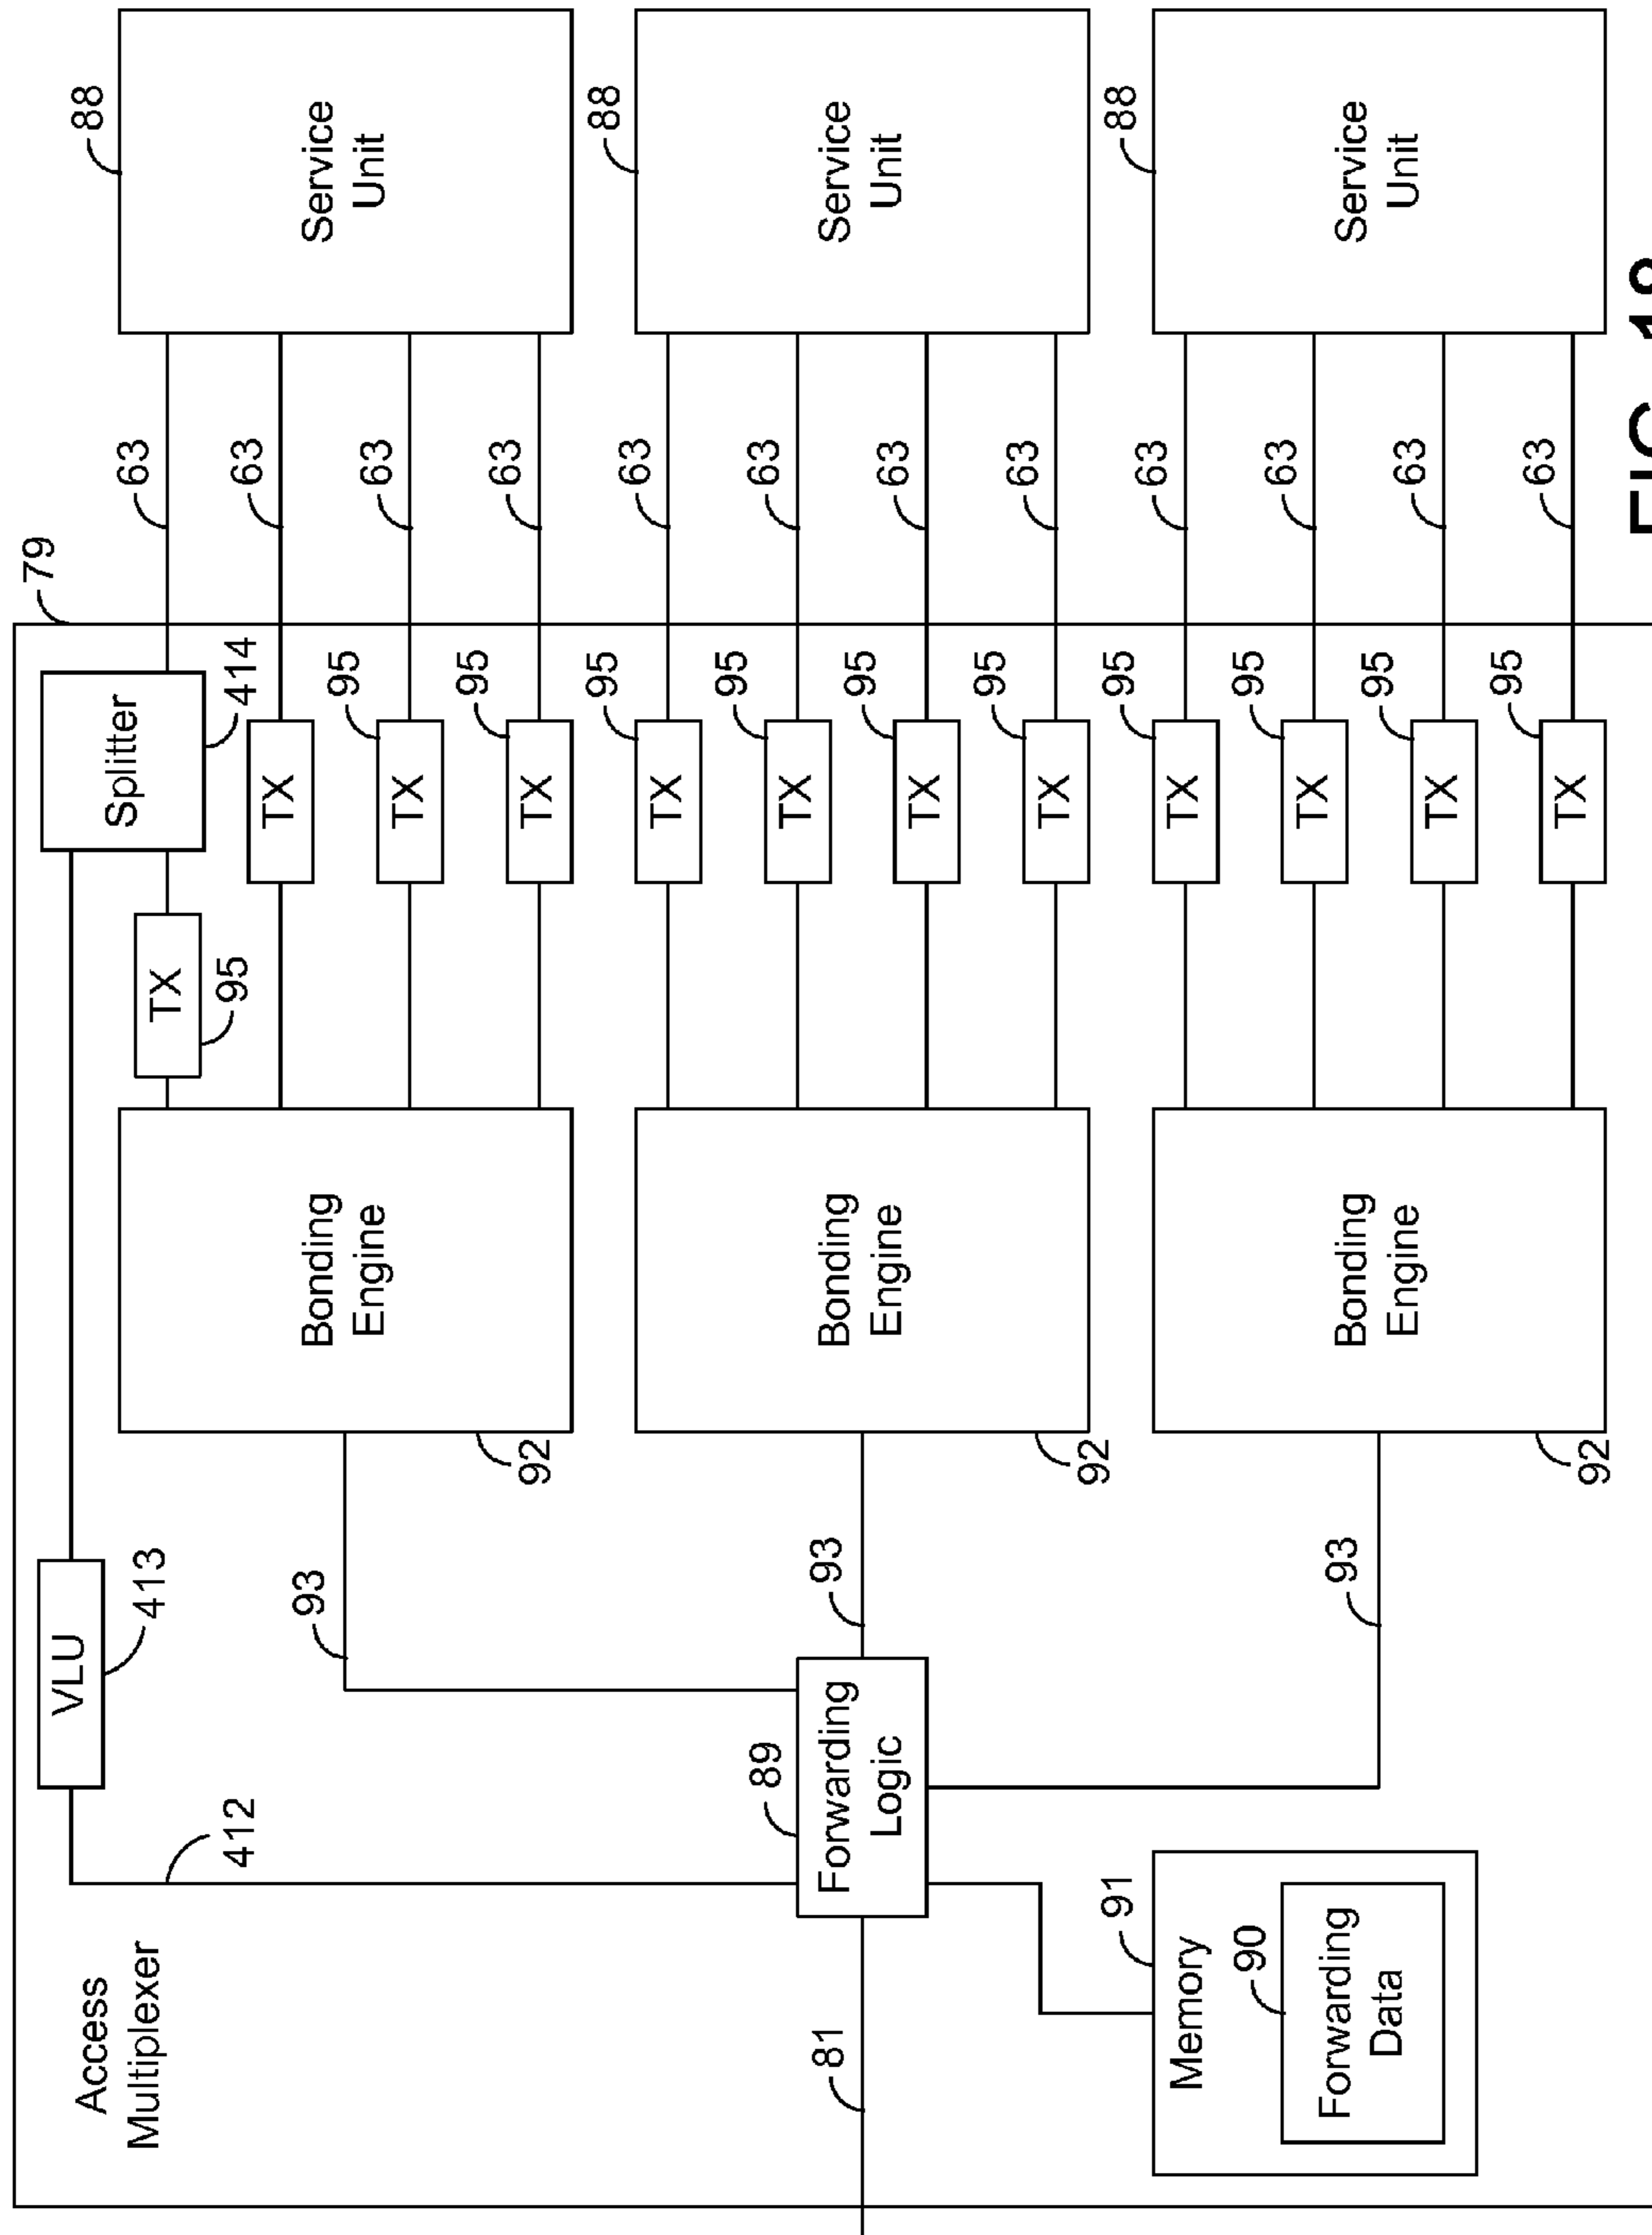 79
88
Access
Multiplexer
VLU
413
412
Splitter
414
TX
95
63
TX
63
93
Bonding
Engine
92
95
TX
63
95
TX
63
Service
Unit
88
95
TX
63
95
TX
63
81
89
Forwarding
Logic
93
Bonding
Engine
92
95
TX
63
95
TX
63
Service
Unit
88
91
Memory
90
Forwarding
Data
95
TX
63
95
TX
63
93
Bonding
Engine
92
95
TX
63
95
TX
63
Service
Unit